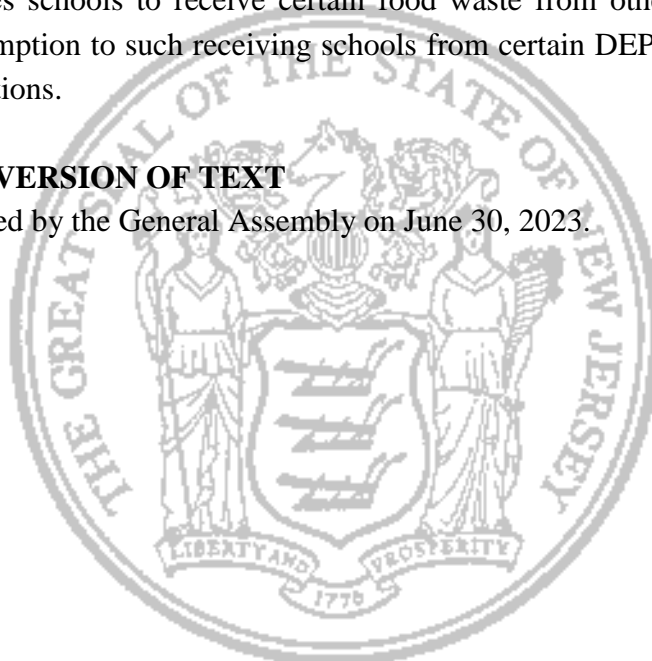 es schools to receive certain food waste from othe
mption to such receiving schools from certain DEP
tions.
VERSION OF TEXT
ed by the General Assembly on June 30, 2023.
THE GREAT SEAL OF THE STATE OF NEW JERSEY
LIBERTY AND PROSPERITY
1776